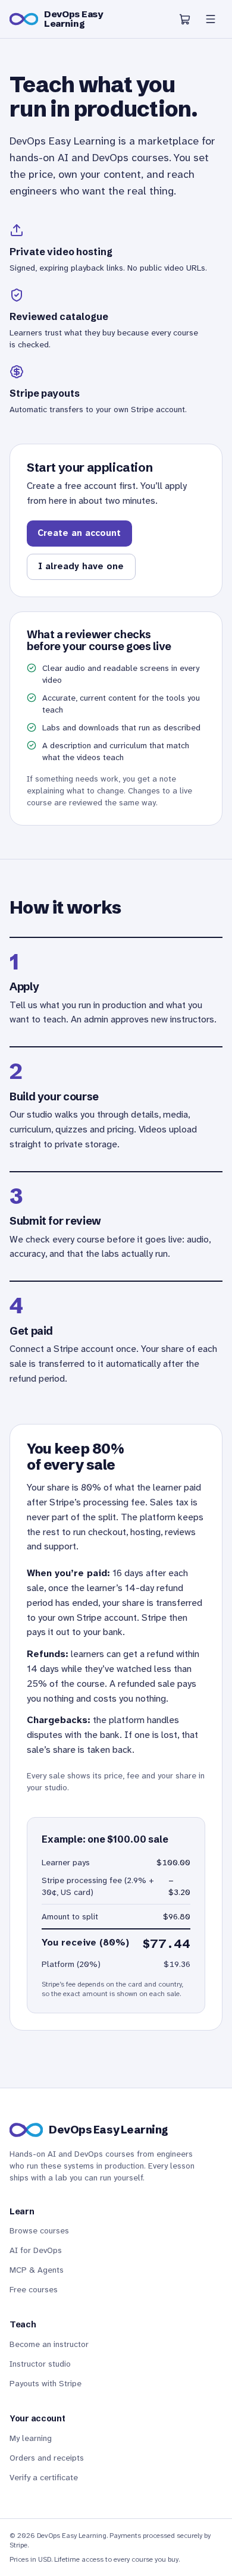 DevOps Easy
Learning
Teach what you
run in production.
DevOps Easy Learning is a marketplace for
hands-on AI and DevOps courses. You set
the price, own your content, and reach
engineers who want the real thing.
Private video hosting
Signed, expiring playback links. No public video URLs.
Reviewed catalogue
Learners trust what they buy because every course
is checked.
Stripe payouts
Automatic transfers to your own Stripe account.
Start your application
Create a free account first. You'll apply
from here in about two minutes.
Create an account
I already have one
What a reviewer checks
before your course goes live
Clear audio and readable screens in every
video
Accurate, current content for the tools you
teach
Labs and downloads that run as described
A description and curriculum that match
what the videos teach
If something needs work, you get a note
explaining what to change. Changes to a live
course are reviewed the same way.
How it works
1
Apply
Tell us what you run in production and what you
want to teach. An admin approves new instructors.
2
Build your course
Our studio walks you through details, media,
curriculum, quizzes and pricing. Videos upload
straight to private storage.
3
Submit for review
We check every course before it goes live: audio,
accuracy, and that the labs actually run.
4
Get paid
Connect a Stripe account once. Your share of each
sale is transferred to it automatically after the
refund period.
You keep 80%
of every sale
Your share is 80% of what the learner paid
after Stripe's processing fee. Sales tax is
never part of the split. The platform keeps
the rest to run checkout, hosting, reviews
and support.
When you're paid: 16 days after each
sale, once the learner's 14-day refund
period has ended, your share is transferred
to your own Stripe account. Stripe then
pays it out to your bank.
Refunds: learners can get a refund within
14 days while they've watched less than
25% of the course. A refunded sale pays
you nothing and costs you nothing.
Chargebacks: the platform handles
disputes with the bank. If one is lost, that
sale's share is taken back.
Every sale shows its price, fee and your share in
your studio.
Example: one $100.00 sale
Learner pays $100.00
Stripe processing fee (2.9% + −
30¢, US card) $3.20
Amount to split $96.80
You receive (80%) $77.44
Platform (20%) $19.36
Stripe's fee depends on the card and country,
so the exact amount is shown on each sale.
DevOps Easy Learning
Hands-on AI and DevOps courses from engineers
who run these systems in production. Every lesson
ships with a lab you can run yourself.
Learn
Browse courses
AI for DevOps
MCP & Agents
Free courses
Teach
Become an instructor
Instructor studio
Payouts with Stripe
Your account
My learning
Orders and receipts
Verify a certificate
© 2026 DevOps Easy Learning. Payments processed securely by
Stripe.
Prices in USD. Lifetime access to every course you buy.